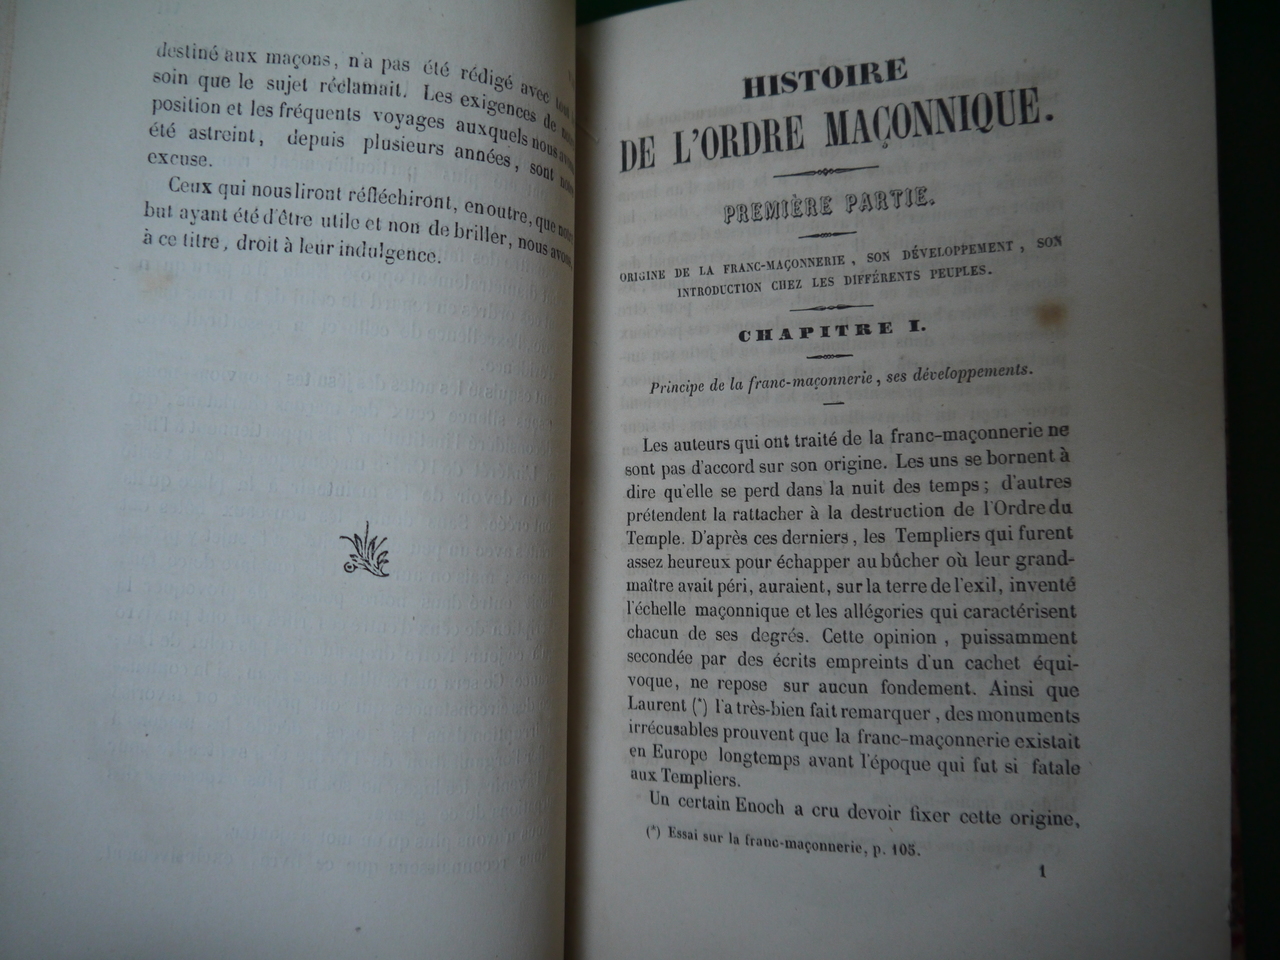 destiné aux maçons, n'a pas été rédigé avec tout
soin que le sujet réclamait. Les exigences de notre
position et les fréquents voyages auxquels nous avons
été astreint, depuis plusieurs années, sont notre
excuse.
Ceux qui nous liront réfléchiront, en outre, que notre
but ayant été d'être utile et non de briller, nous avons,
à ce titre, droit à leur indulgence.
HISTOIRE
DE L'ORDRE MAÇONNIQUE.
PREMIÈRE PARTIE.
ORIGINE DE LA FRANC-MAÇONNERIE, SON DÉVELOPPEMENT, SON
INTRODUCTION CHEZ LES DIFFÉRENTS PEUPLES.
CHAPITRE I.
Principe de la franc-maçonnerie, ses développements.
Les auteurs qui ont traité de la franc-maçonnerie ne
sont pas d'accord sur son origine. Les uns se bornent à
dire qu'elle se perd dans la nuit des temps; d'autres
prétendent la rattacher à la destruction de l'Ordre du
Temple. D'après ces derniers, les Templiers qui furent
assez heureux pour échapper au bûcher où leur grand-
maître avait péri, auraient, sur la terre de l'exil, inventé
l'échelle maçonnique et les allégories qui caractérisent
chacun de ses degrés. Cette opinion, puissamment
secondée par des écrits empreints d'un cachet équi-
voque, ne repose sur aucun fondement. Ainsi que
Laurent (*) l'a très-bien fait remarquer, des monuments
irrécusables prouvent que la franc-maçonnerie existait
en Europe longtemps avant l'époque qui fut si fatale
aux Templiers.
Un certain Enoch a cru devoir fixer cette origine,
(*) Essai sur la franc-maçonnerie, p. 105.
1